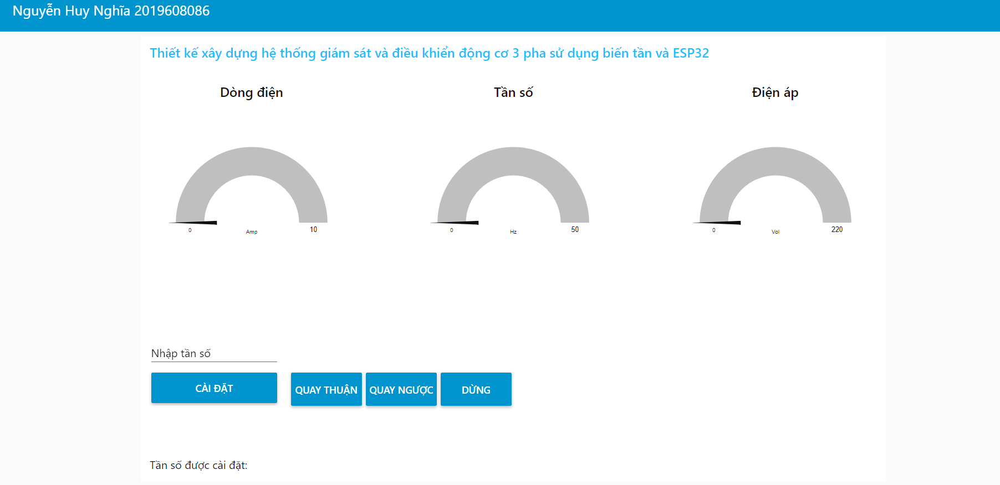 Nguyễn Huy Nghĩa 2019608086
Thiết kế xây dựng hệ thống giám sát và điều khiển động cơ 3 pha sử dụng biến tần và ESP32
Dòng điện
Tần số
Điện áp
0
Amp
10
0
Hz
50
0
Vol
220
Nhập tần số
CÀI ĐẶT
QUAY THUẬN
QUAY NGƯỢC
DỪNG
Tần số được cài đặt: